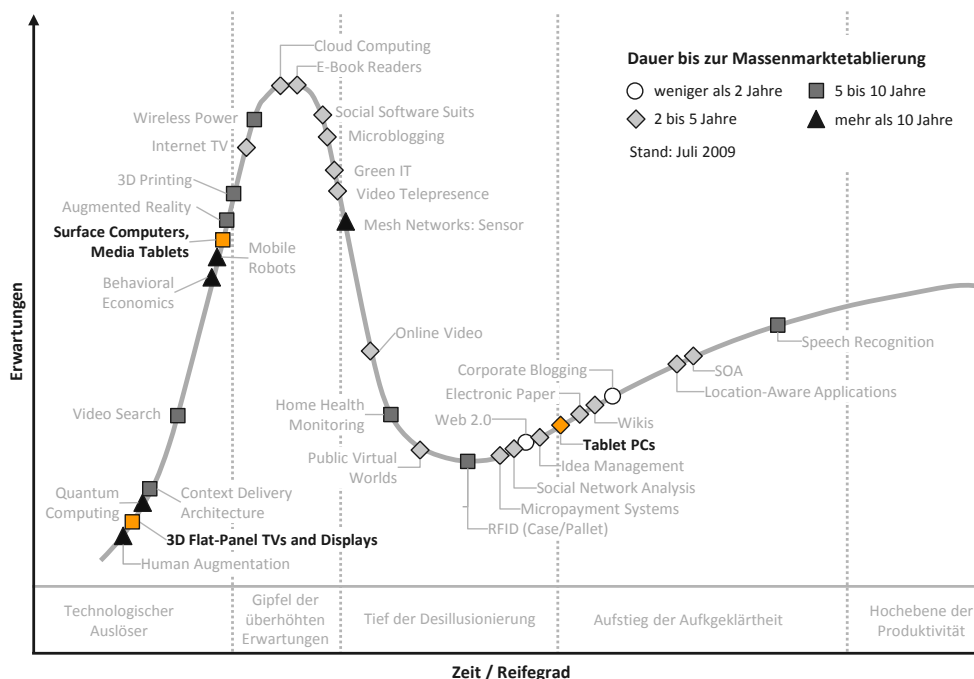 Cloud Computing
E-Book Readers
Dauer bis zur Massenmarktetablierung
weniger als 2 Jahre
5 bis 10 Jahre
2 bis 5 Jahre
mehr als 10 Jahre
Stand: Juli 2009
Wireless Power
Social Software Suits
Internet TV
Microblogging
3D Printing
Green IT
Augmented Reality
Video Telepresence
Surface Computers,
Media Tablets
Mesh Networks: Sensor
Mobile
Robots
Behavioral
Economics
Erwartungen
Online Video
Speech Recognition
Corporate Blogging
SOA
Electronic Paper
Location-Aware Applications
Video Search
Home Health
Monitoring
Web 2.0
Wikis
Tablet PCs
Public Virtual
Worlds
Idea Management
Quantum
Computing
Context Delivery
Architecture
Social Network Analysis
Micropayment Systems
RFID (Case/Pallet)
3D Flat-Panel TVs and Displays
Human Augmentation
Technologischer
Auslöser
Gipfel der
überhöhten
Erwartungen
Tief der Desillusionierung
Aufstieg der Aufkgeklärtheit
Hochebene der
Produktivität
Zeit / Reifegrad